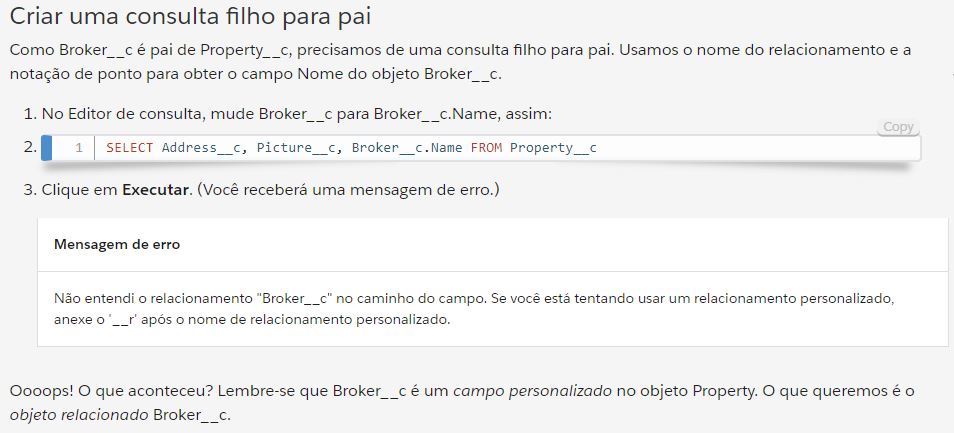 Criar uma consulta filho para pai
Como Broker__c é pai de Property__c, precisamos de uma consulta filho para pai. Usamos o nome do relacionamento e a
notação de ponto para obter o campo Nome do objeto Broker__c.
1. No Editor de consulta, mude Broker__c para Broker__c.Name, assim:
Copy
2. 1 SELECT Address__c, Picture__c, Broker__c.Name FROM Property__c
3. Clique em Executar. (Você receberá uma mensagem de erro.)
Mensagem de erro
Não entendi o relacionamento "Broker__c" no caminho do campo. Se você está tentando usar um relacionamento personalizado,
anexe o '__r' após o nome de relacionamento personalizado.
Oooops! O que aconteceu? Lembre-se que Broker__c é um campo personalizado no objeto Property. O que queremos é o
objeto relacionado Broker__c.